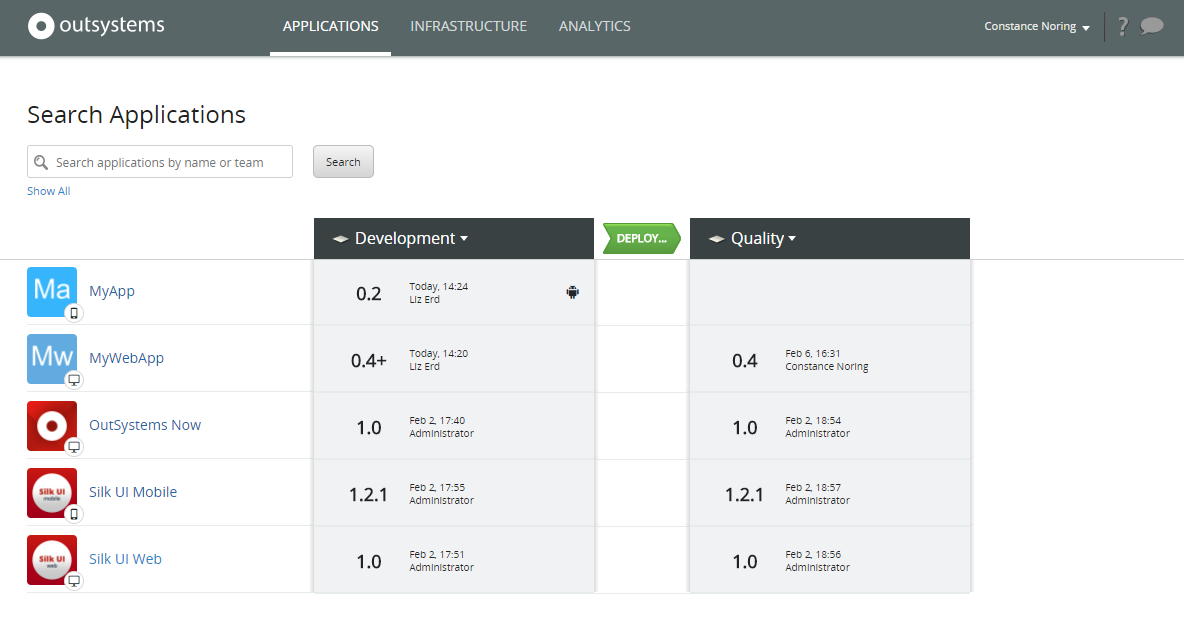 outsystems
APPLICATIONS INFRASTRUCTURE ANALYTICS
Constance Noring
?
Search Applications
Search applications by name or team
Search
Show All
Development DEPLOY... Quality
Ma MyApp 0.2 Today, 14:24
Liz Erd
Mw MyWebApp 0.4+ Today, 14:20 0.4 Feb 6, 16:31
Liz Erd Constance Noring
OutSystems Now 1.0 Feb 2, 17:40 1.0 Feb 2, 18:54
Administrator Administrator
Silk UI mobile Silk UI Mobile 1.2.1 Feb 2, 17:55 1.2.1 Feb 2, 18:57
Administrator Administrator
Silk UI web Silk UI Web 1.0 Feb 2, 17:51 1.0 Feb 2, 18:56
Administrator Administrator